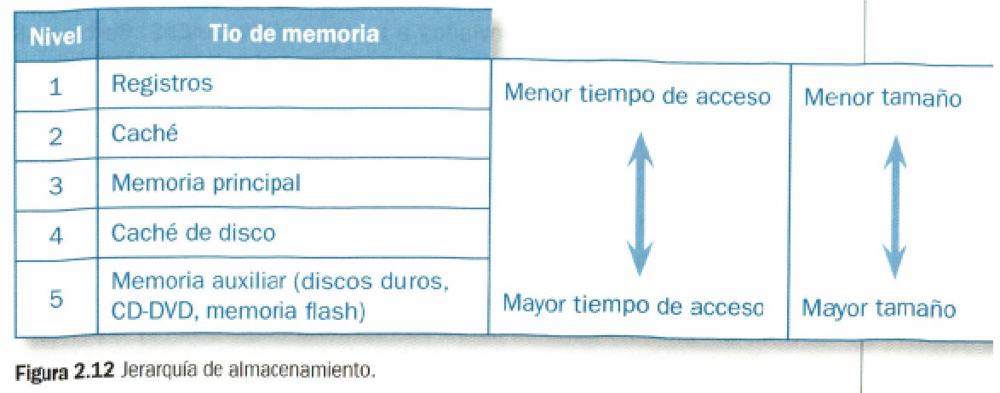 Nivel Tio de memoria
1 Registros
2 Caché
3 Memoria principal
4 Caché de disco
5 Memoria auxiliar (discos duros,
CD-DVD, memoria flash)
Menor tiempo de acceso
Mayor tiempo de acceso
Menor tamaño
Mayor tamaño
Figura 2.12 Jerarquía de almacenamiento.